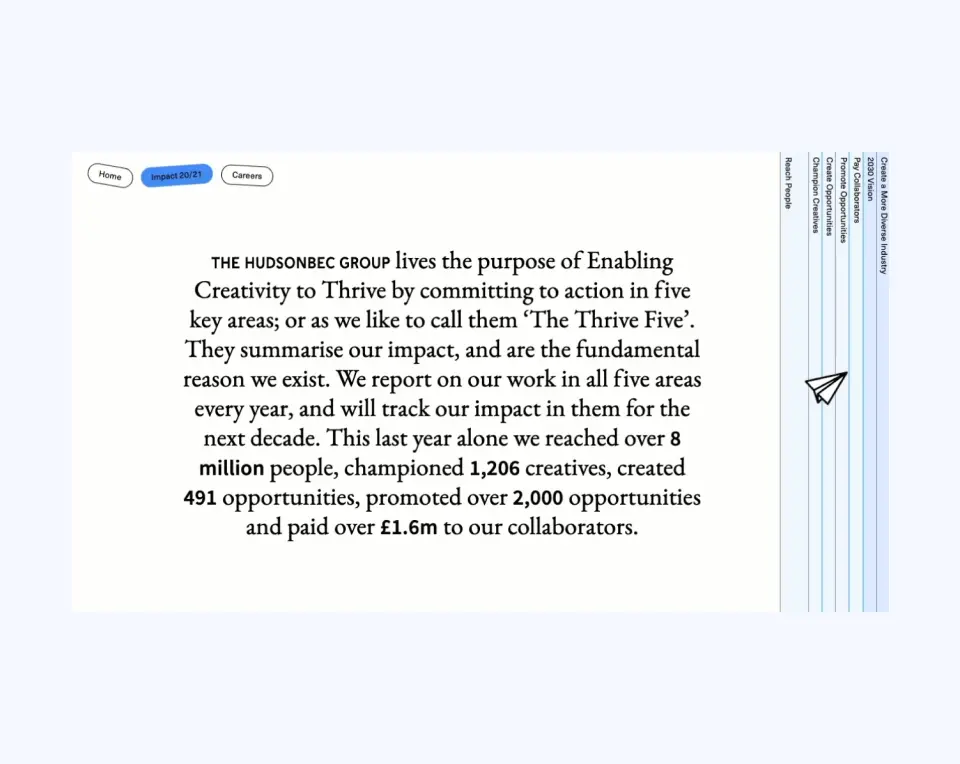 Home
Impact 20/21
Careers
THE HUDSONBEC GROUP lives the purpose of Enabling
Creativity to Thrive by committing to action in five
key areas; or as we like to call them ‘The Thrive Five’.
They summarise our impact, and are the fundamental
reason we exist. We report on our work in all five areas
every year, and will track our impact in them for the
next decade. This last year alone we reached over 8
million people, championed 1,206 creatives, created
491 opportunities, promoted over 2,000 opportunities
and paid over £1.6m to our collaborators.
Reach People
Champion Creatives
Create Opportunities
Promote Opportunities
Pay Collaborators
2030 Vision
Create a More Diverse Industry